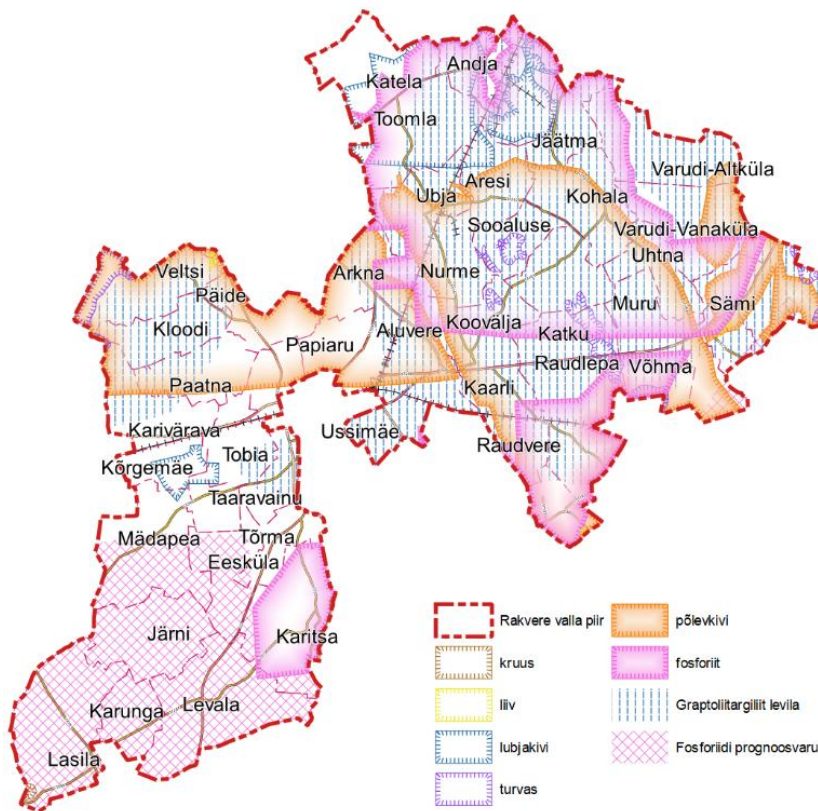 Andja
Katela
Toomla
Jäätma
Varudi-Altküla
Aresi
Ubja
Kohala
Sooaluse
Varudi-Vanaküla
Uhtna
Veltsi
Arkna
Nurme
Päide
Muru
Sämi
Kloodi
Aluvere
Koovälja
Katku
Papiaru
Raudlepa
Võhma
Paatna
Kaarli
Karivärava
Ussimäe
Raudvere
Tobia
Kõrgemäe
Taaravainu
Mädapea
Tõrma
Eesküla
Järni
Karitsa
Levala
Karunga
Lasila
Rakvere valla piir
kruus
liiv
lubjakivi
turvas
põlevkivi
fosforiit
Graptoliitargilliit levila
Fosforiidi prognoosvaru